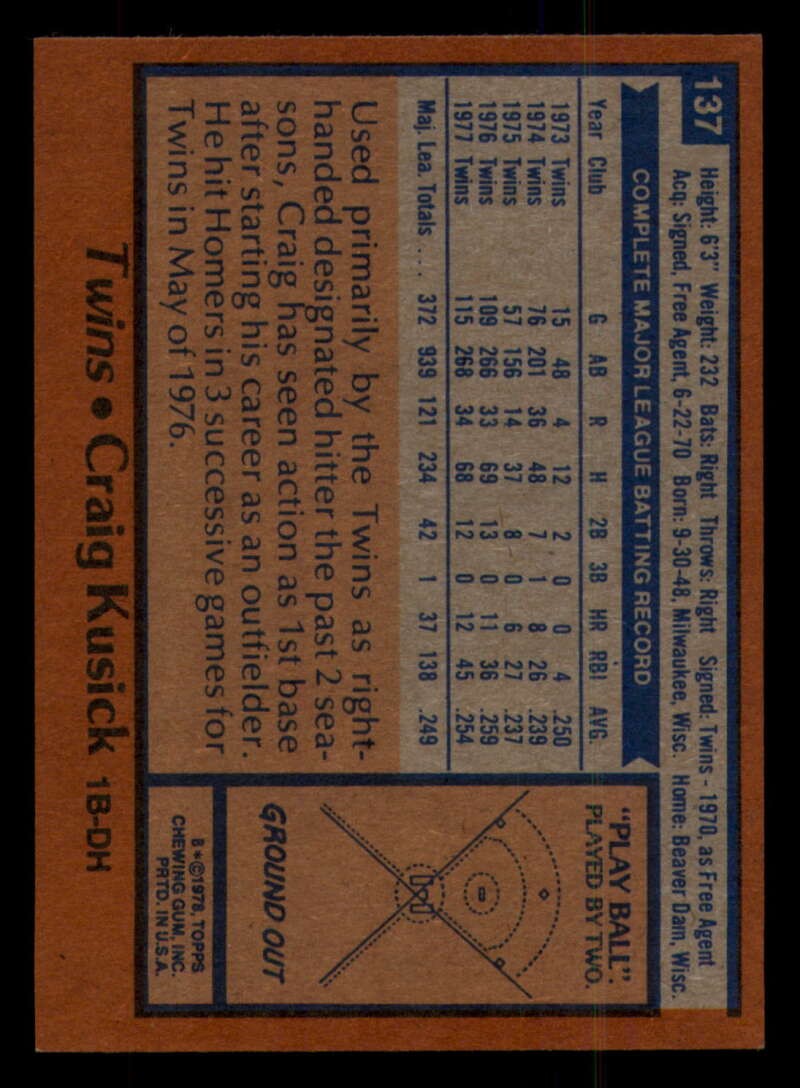 137
Height: 6'3" Weight: 232 Bats: Right Throws: Right Signed: Twins - 1970, as Free Agent
Acq: Signed, Free Agent, 6-22-70 Born: 9-30-48, Milwaukee, Wisc. Home: Beaver Dam, Wisc.
COMPLETE MAJOR LEAGUE BATTING RECORD
Year Club G AB R H 2B 3B HR RBI AVG.
1973 Twins 15 48 4 12 2 0 0 4 .250
1974 Twins 76 201 36 48 7 1 8 26 .239
1975 Twins 57 156 14 37 8 0 6 27 .237
1976 Twins 109 266 33 69 13 0 11 36 .259
1977 Twins 115 268 34 68 12 0 12 45 .254
Maj. Lea. Totals .... 372 939 121 234 42 1 37 138 .249
Used primarily by the Twins as right-
handed designated hitter the past 2 sea-
sons, Craig has seen action as 1st base
after starting his career as an outfielder.
He hit Homers in 3 successive games for
Twins in May of 1976.
"PLAY BALL".
PLAYED BY TWO.
GROUND OUT
B*©1978, TOPPS
CHEWING GUM, INC.
PRTD. IN U.S.A.
Twins • Craig Kusick 1B-DH